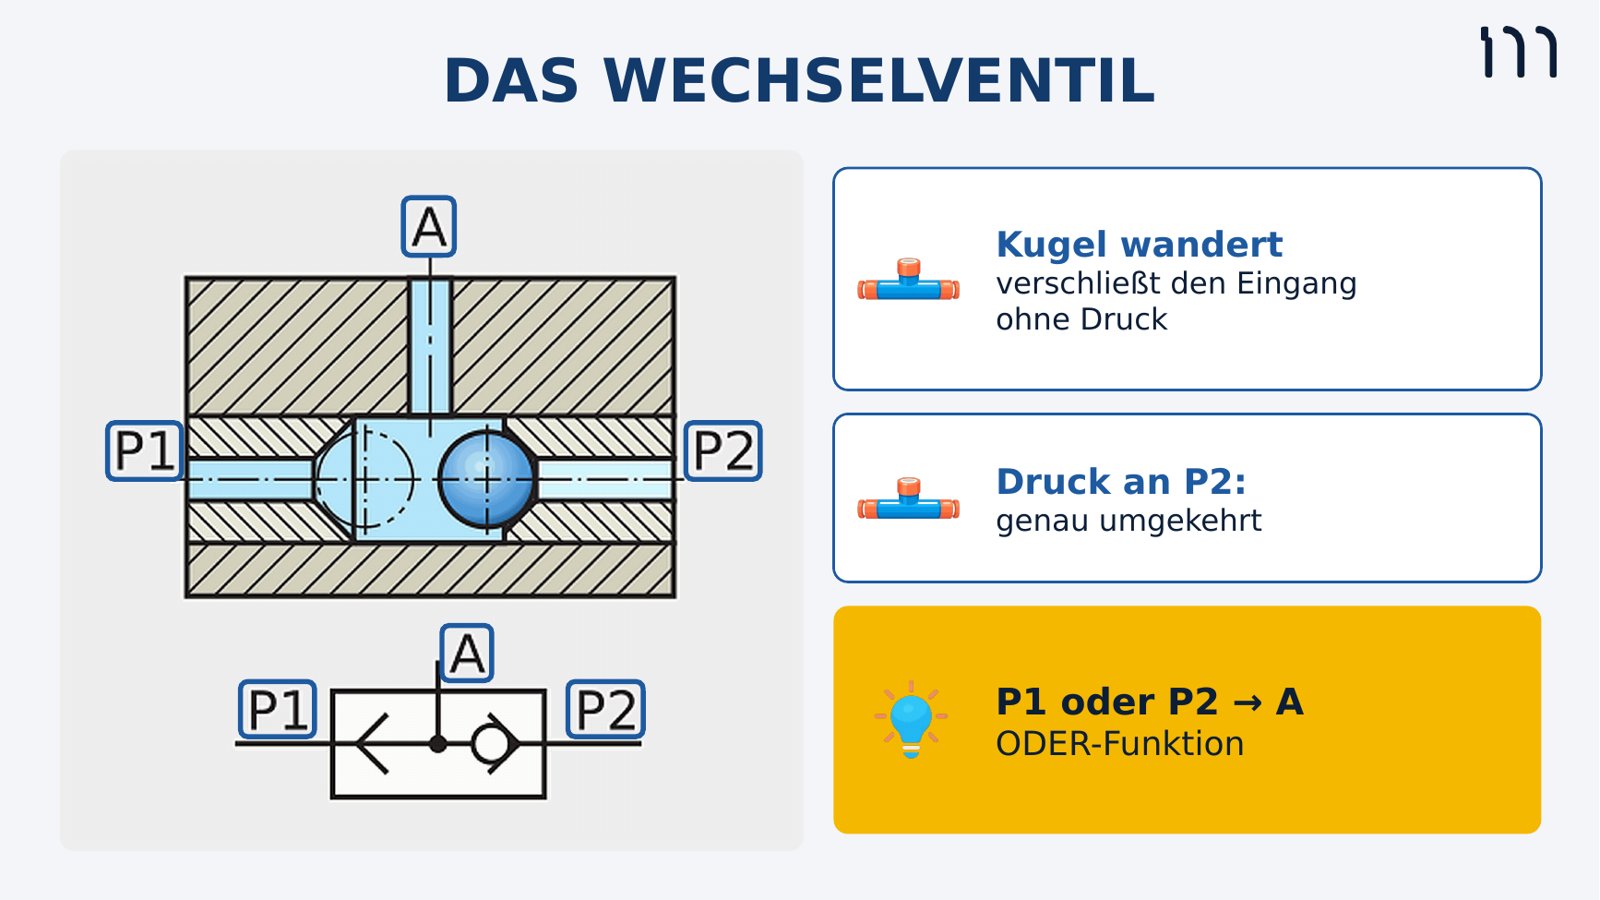 DAS WECHSELVENTIL
A
P1
P2
A
P1
P2
Kugel wandert
verschließt den Eingang
ohne Druck
Druck an P2:
genau umgekehrt
P1 oder P2 → A
ODER-Funktion